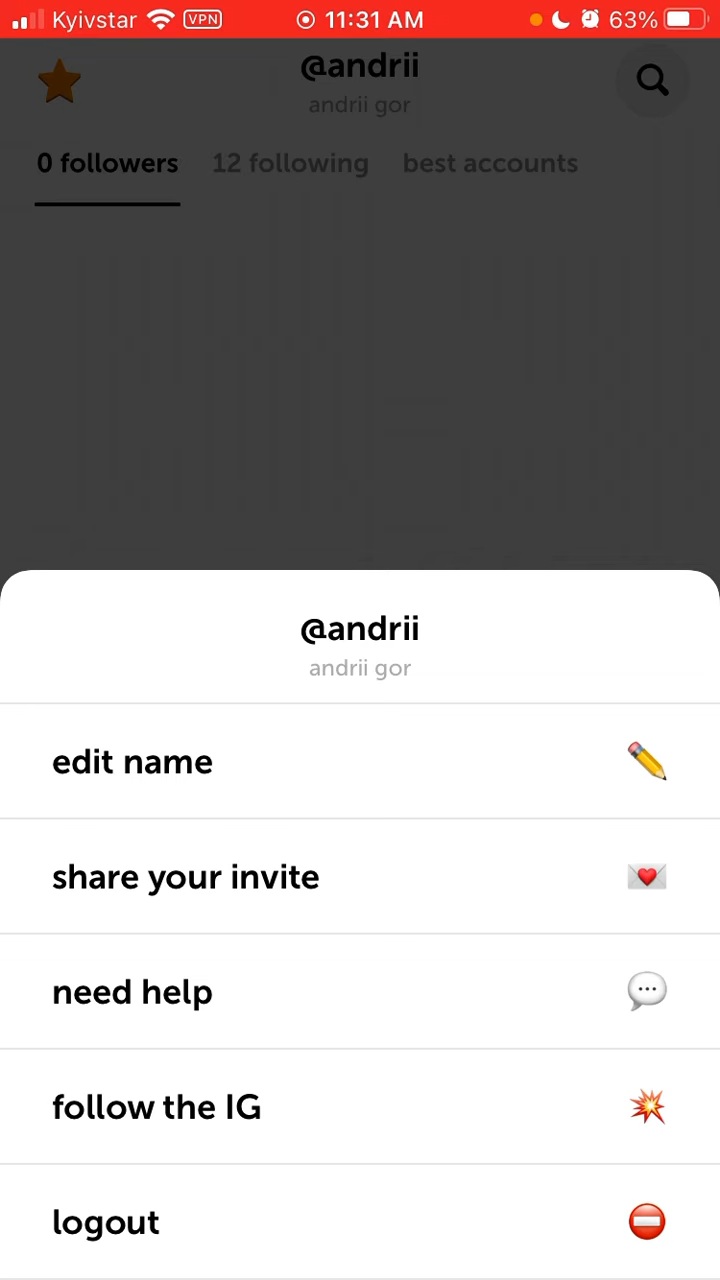 Kyivstar VPN 11:31 AM 63%
@andrii
andrii gor
0 followers 12 following best accounts
@andrii
andrii gor
edit name
share your invite
need help
follow the IG
logout